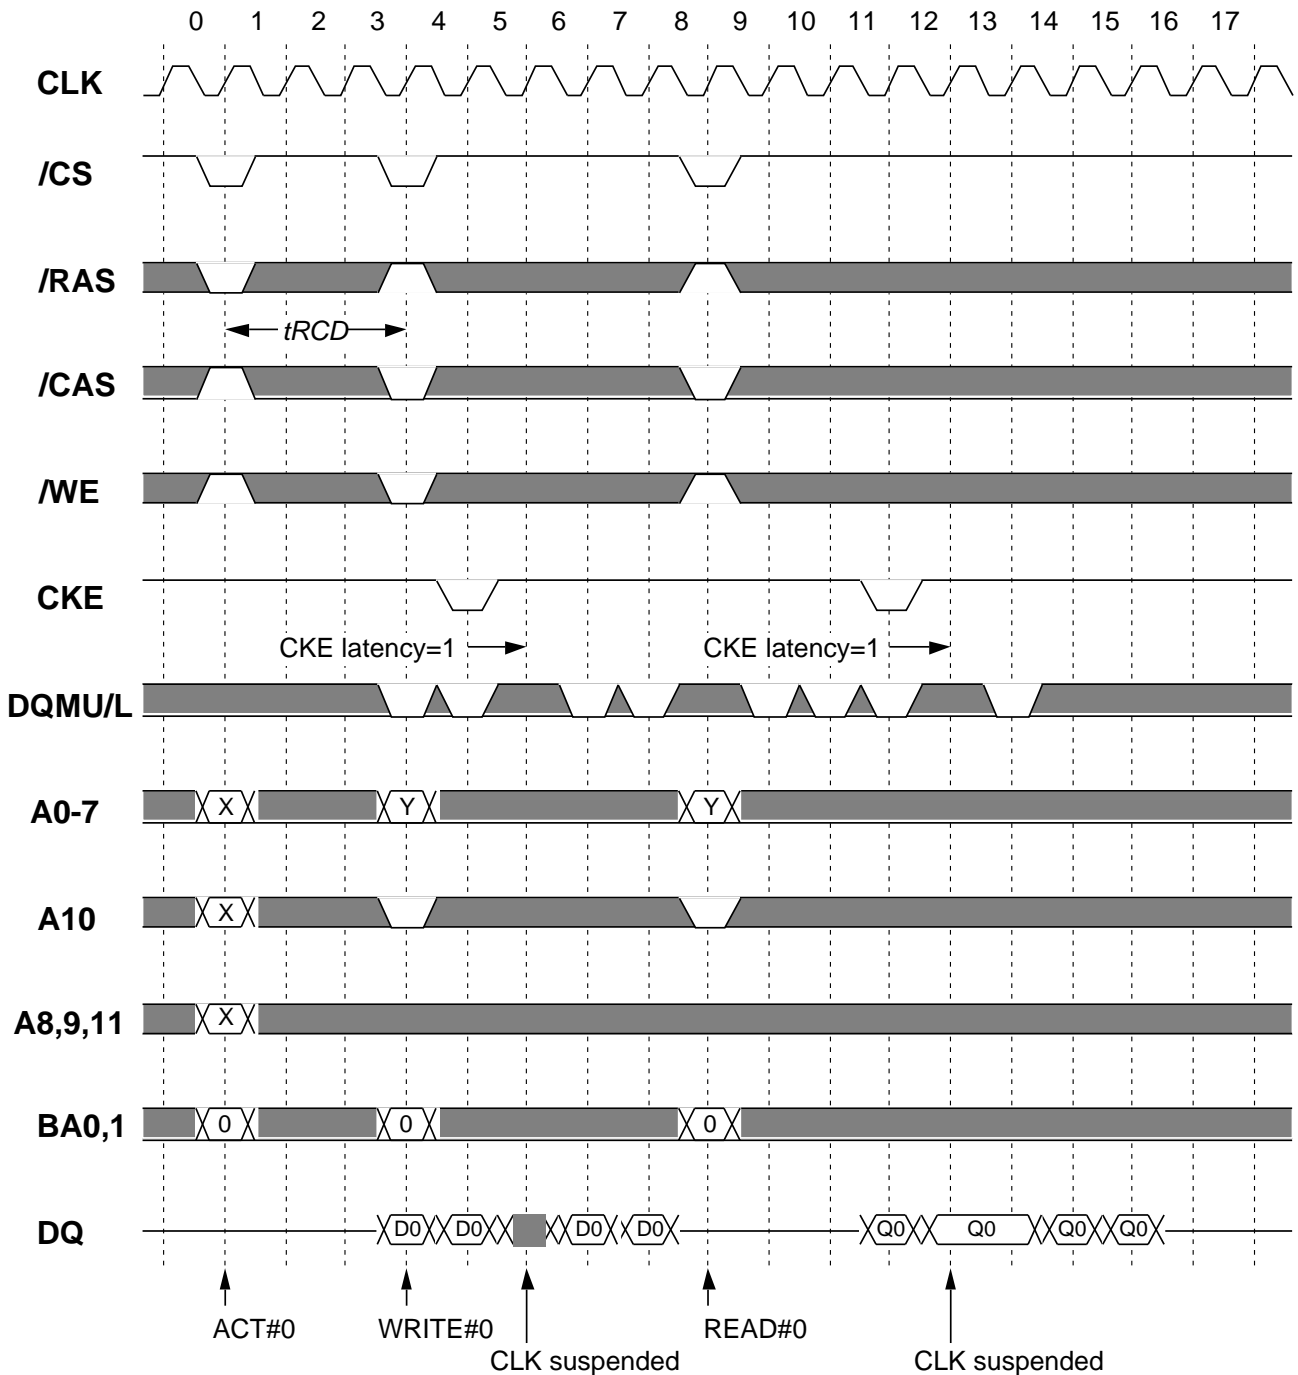 0 1 2 3 4 5 6 7 8 9 10 11 12 13 14 15 16 17
CLK
/CS
/RAS
tRCD
/CAS
/WE
CKE
CKE latency=1 CKE latency=1
DQMU/L
A0-7 X Y Y
A10 X
A8,9,11 X
BA0,1 0 0 0
DQ D0 D0 D0 D0 Q0 Q0 Q0 Q0
ACT#0 WRITE#0 READ#0
CLK suspended CLK suspended